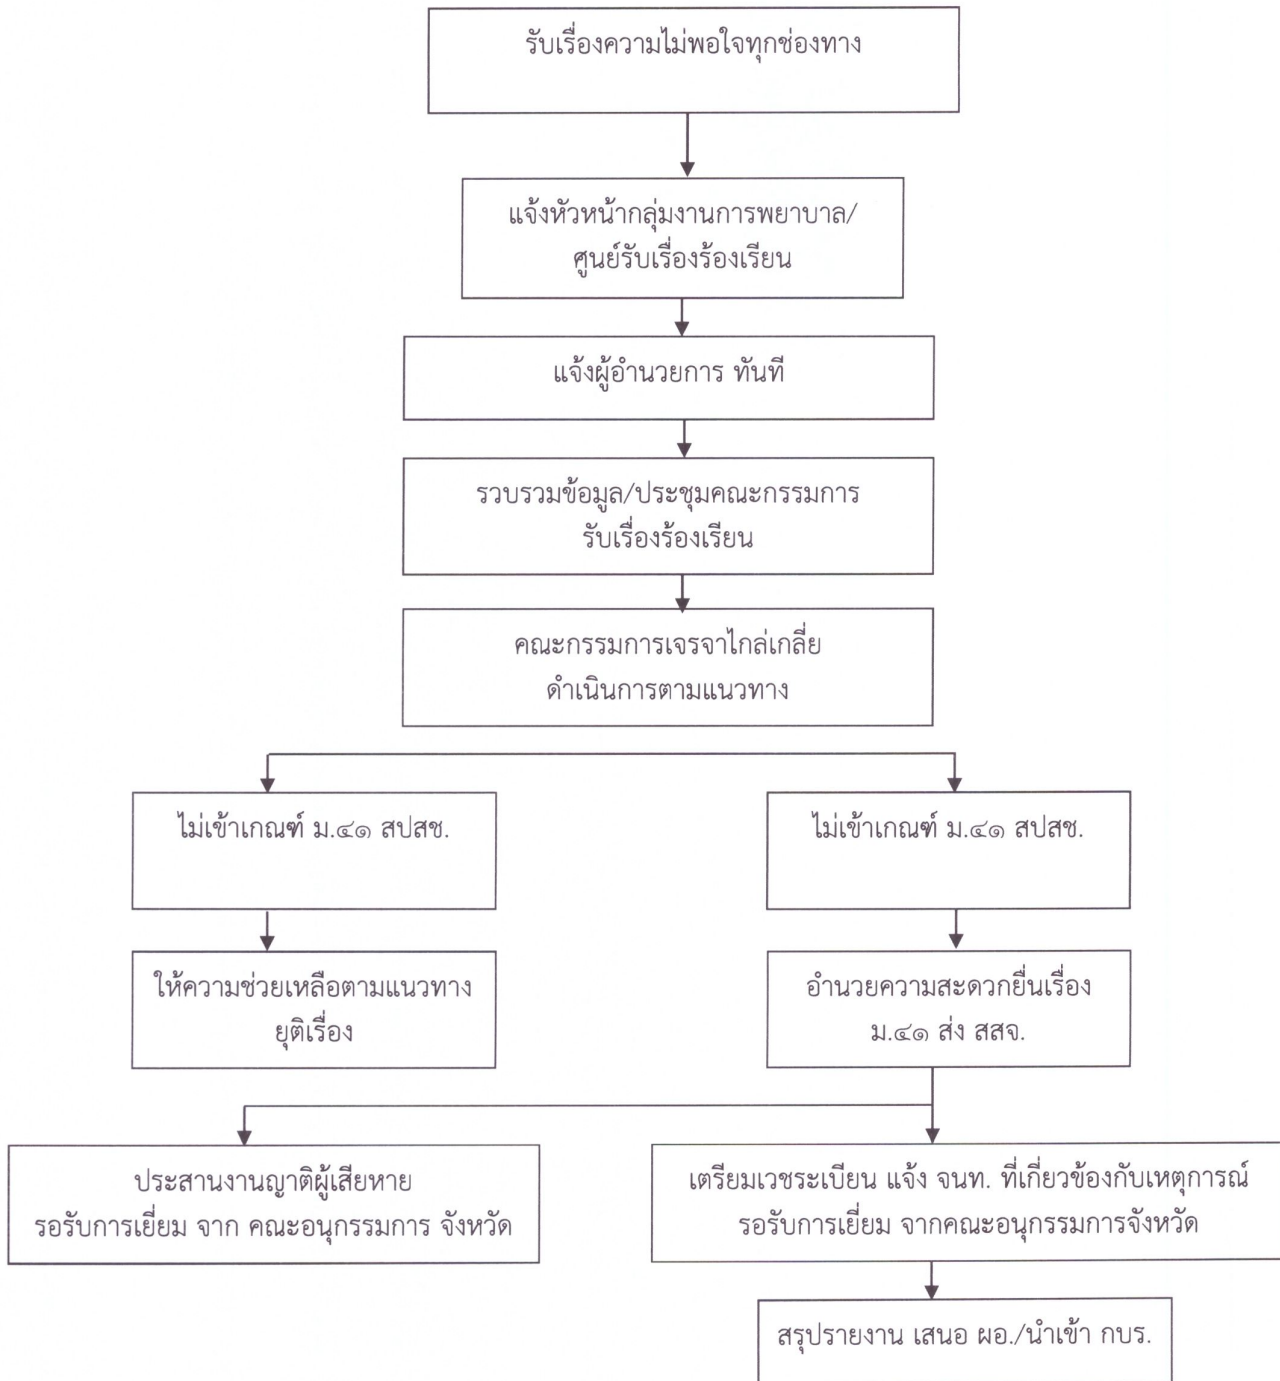 รับเรื่องความไม่พอใจทุกช่องทาง
แจ้งหัวหน้ากลุ่มงานการพยาบาล/
ศูนย์รับเรื่องร้องเรียน
แจ้งผู้อำนวยการ ทันที
รวบรวมข้อมูล/ประชุมคณะกรรมการ
รับเรื่องร้องเรียน
คณะกรรมการเจรจาไกล่เกลี่ย
ดำเนินการตามแนวทาง
ไม่เข้าเกณฑ์ ม.๔๑ สปสช.
ไม่เข้าเกณฑ์ ม.๔๑ สปสช.
ให้ความช่วยเหลือตามแนวทาง
ยุติเรื่อง
อำนวยความสะดวกยื่นเรื่อง
ม.๔๑ ส่ง สสจ.
ประสานงานญาติผู้เสียหาย
รอรับการเยี่ยม จาก คณะอนุกรรมการ จังหวัด
เตรียมเวชระเบียน แจ้ง จนท. ที่เกี่ยวข้องกับเหตุการณ์
รอรับการเยี่ยม จากคณะอนุกรรมการจังหวัด
สรุปรายงาน เสนอ ผอ./นำเข้า กบร.